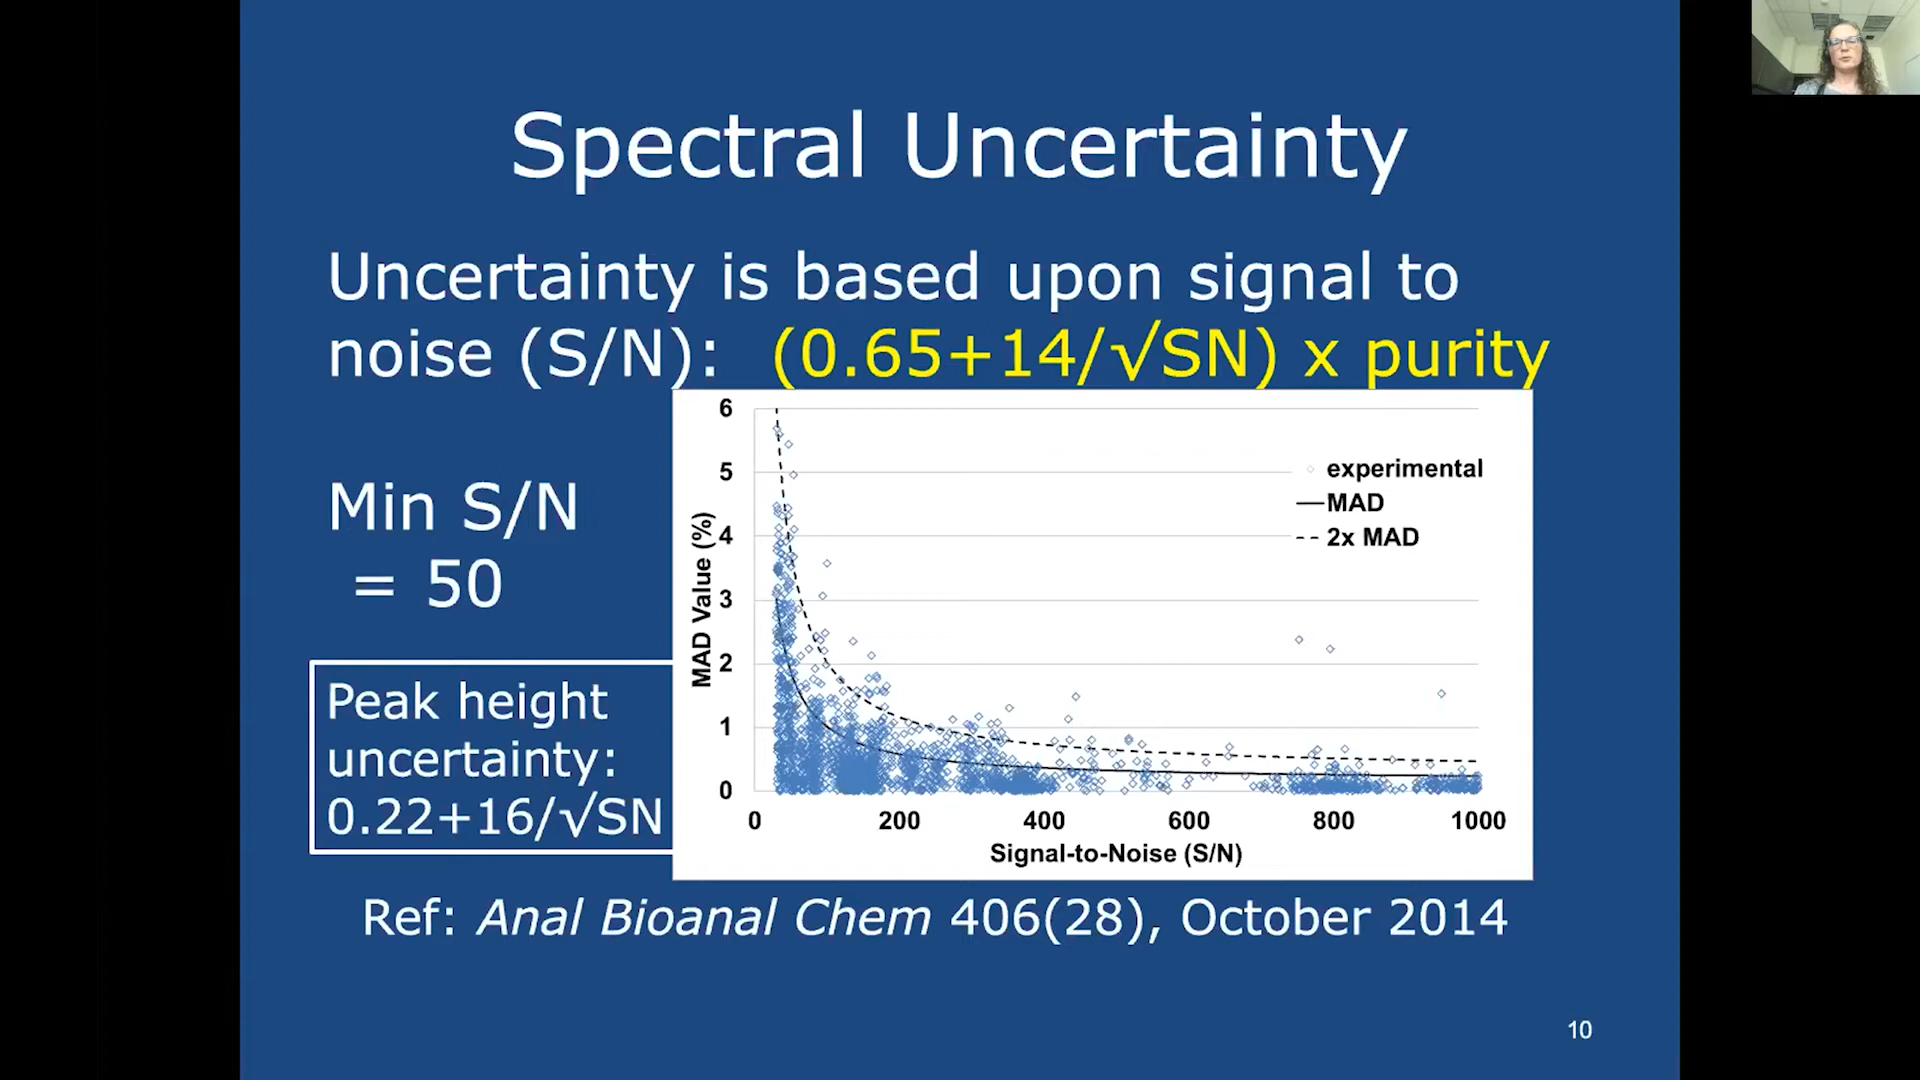 Spectral Uncertainty
Uncertainty is based upon signal to
noise (S/N): (0.65+14/√SN) x purity
Min S/N
= 50
Peak height
uncertainty:
0.22+16/√SN
6
5
4
3
2
1
0
MAD Value (%)
experimental
MAD
2x MAD
0 200 400 600 800 1000
Signal-to-Noise (S/N)
Ref: Anal Bioanal Chem 406(28), October 2014
10